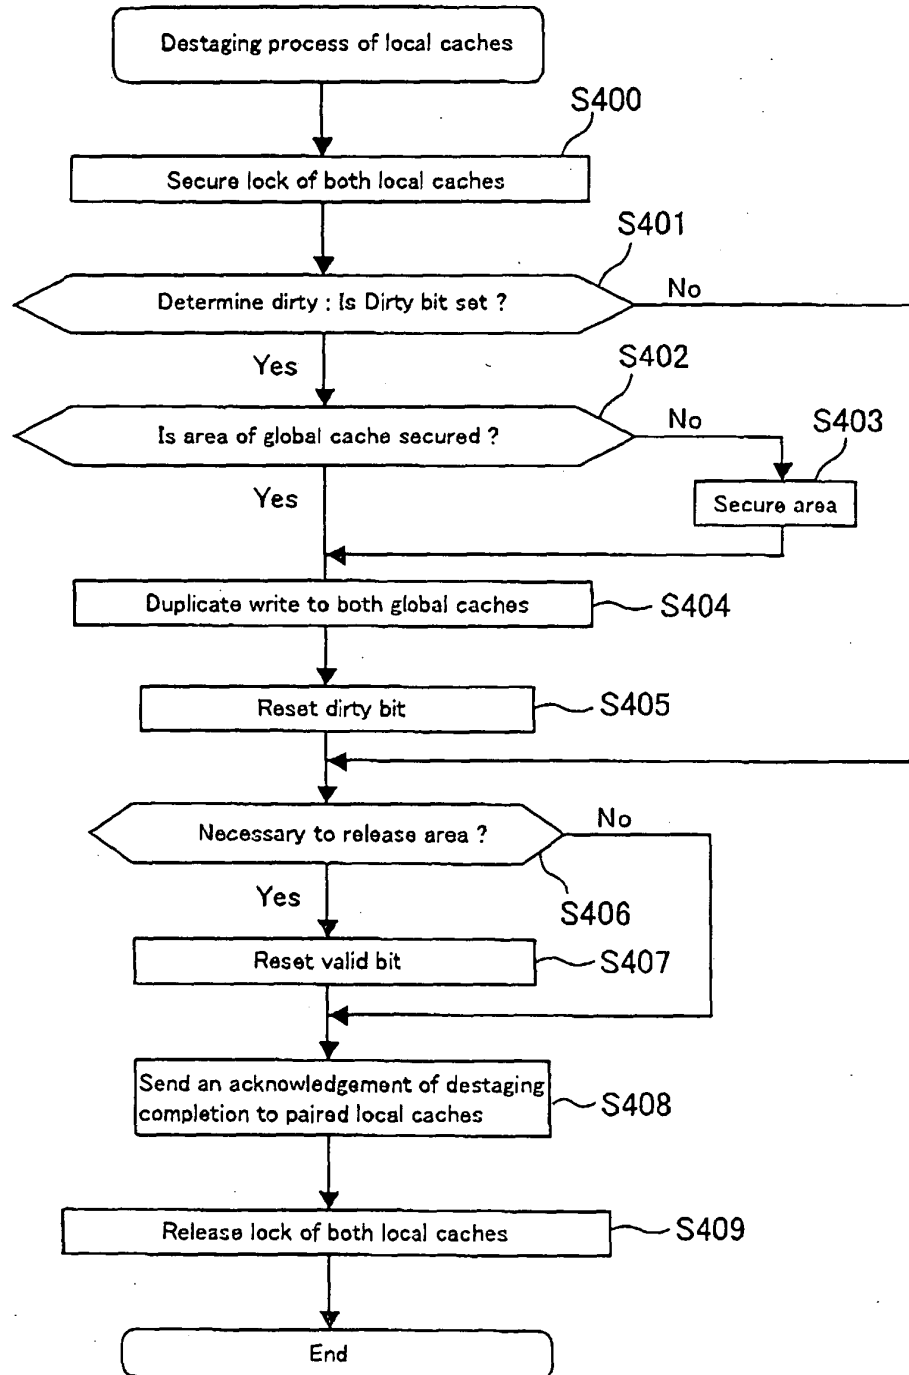 Destaging process of local caches
S400
Secure lock of both local caches
S401
Determine dirty : Is Dirty bit set ?
No
Yes
S402
Is area of global cache secured ?
No
S403
Yes
Secure area
Duplicate write to both global caches
S404
Reset dirty bit
S405
Necessary to release area ?
No
Yes
S406
Reset valid bit
S407
Send an acknowledgement of destaging
completion to paired local caches
S408
Release lock of both local caches
S409
End